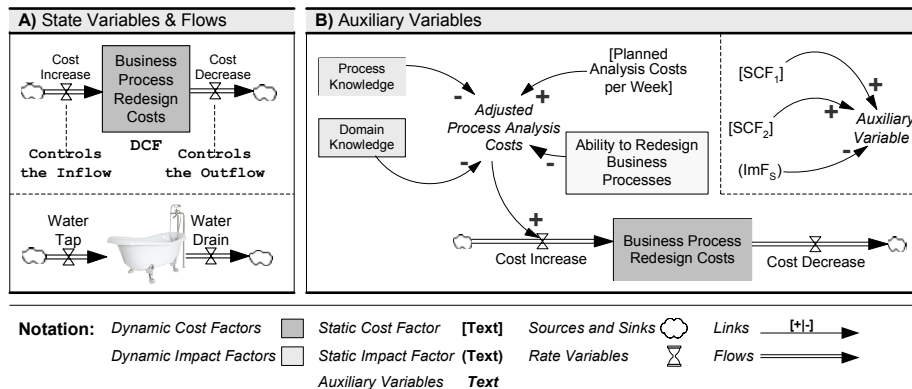 A) State Variables & Flows
Cost
Increase
Business
Process
Redesign
Costs
Cost
Decrease
DCF
Controls
the Inflow
Controls
the Outflow
Water
Tap
Water
Drain
B) Auxiliary Variables
Process
Knowledge
-
Domain
Knowledge
-
Adjusted
Process Analysis
Costs
+
[Planned
Analysis Costs
per Week]
-
Ability to Redesign
Business
Processes
+
Cost Increase
Business Process
Redesign Costs
Cost Decrease
[SCF1]
+
[SCF2]
+
(ImFS)
-
Auxiliary
Variable
Notation:
Dynamic Cost Factors
Static Cost Factor [Text]
Sources and Sinks
Links [+|-]
Dynamic Impact Factors
Static Impact Factor (Text)
Rate Variables
Flows
Auxiliary Variables Text